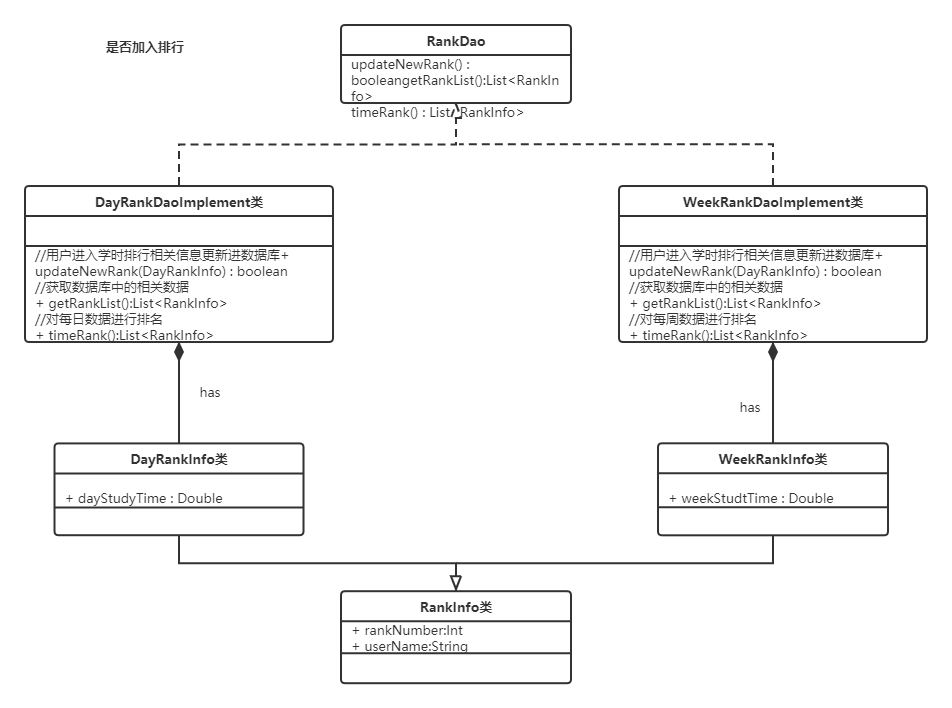 是否加入排行
RankDao
updateNewRank() :
booleangetRankList():List<RankIn
fo>
timeRank() : List<RankInfo>
DayRankDaoImplement类
//用户进入学时排行相关信息更新进数据库+
updateNewRank(DayRankInfo) : boolean
//获取数据库中的相关数据
+ getRankList():List<RankInfo>
//对每日数据进行排名
+ timeRank():List<RankInfo>
WeekRankDaoImplement类
//用户进入学时排行相关信息更新进数据库+
updateNewRank(DayRankInfo) : boolean
//获取数据库中的相关数据
+ getRankList():List<RankInfo>
//对每周数据进行排名
+ timeRank():List<RankInfo>
has
has
DayRankInfo类
+ dayStudyTime : Double
WeekRankInfo类
+ weekStudtTime : Double
RankInfo类
+ rankNumber:Int
+ userName:String